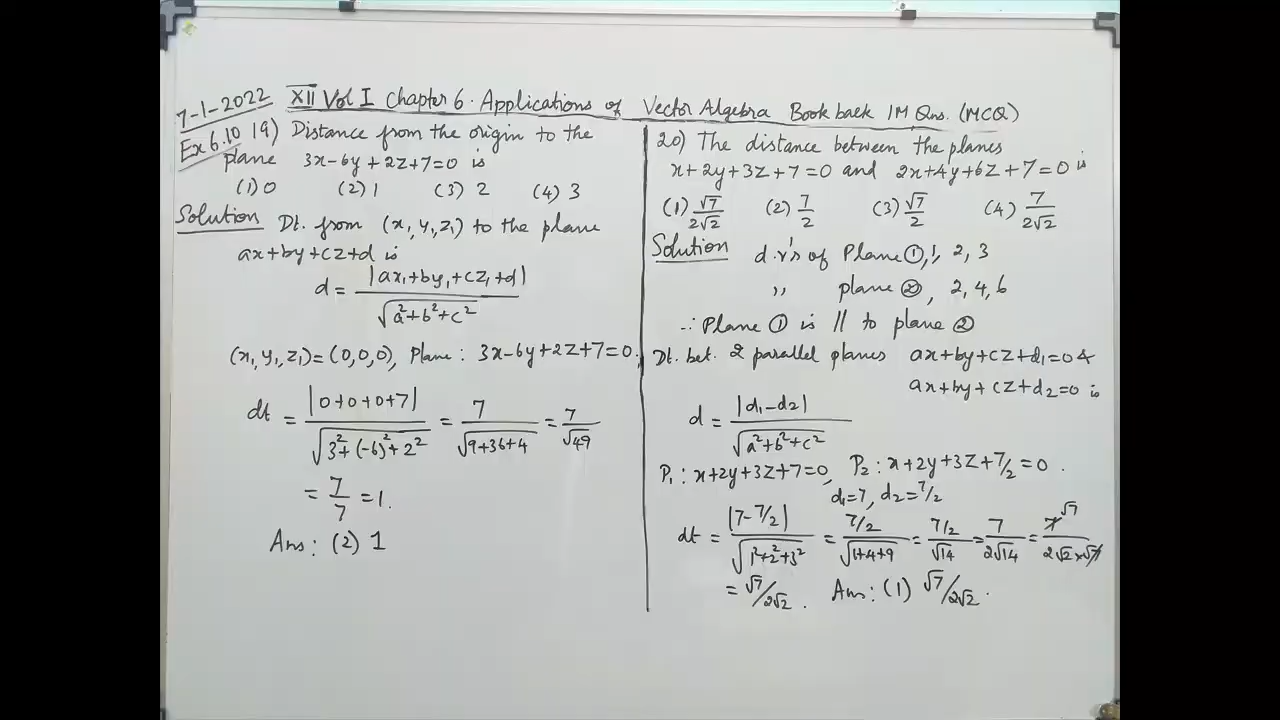 7-1-2022 XII Vol I Chapter 6. Applications of Vector Algebra Book back 1M Qns. (MCQ)
Ex 6.10 19) Distance from the origin to the
plane 3x-6y+2z+7=0 is
(1) 0 (2) 1 (3) 2 (4) 3
Solution Dt. from (x₁, y₁, z₁) to the plane
ax+by+cz+d is
d = |ax₁+by₁+cz₁+d| / √(a²+b²+c²)
(x₁, y₁, z₁) = (0,0,0), Plane: 3x-6y+2z+7=0.
dt = |0+0+0+7| / √(3²+(-6)²+2²) = 7/√(9+36+4) = 7/√49
= 7/7 = 1.
Ans: (2) 1
20) The distance between the planes
x+2y+3z+7=0 and 2x+4y+6z+7=0 is
(1) √7/2√2 (2) 7/2 (3) √7/2 (4) 7/2√2
Solution d.r's of Plane ①, 1, 2, 3
,, plane ②, 2, 4, 6
∴ Plane ① is // to plane ②
Dt. bet. 2 parallel planes ax+by+cz+d₁=0 &
ax+by+cz+d₂=0 is
d = |d₁-d₂| / √(a²+b²+c²)
P₁: x+2y+3z+7=0, P₂: x+2y+3z+7/2=0.
d₁=7, d₂=7/2
dt = |7-7/2| / √(1²+2²+3²) = 7/2 / √(1+4+9) = 7/2 / √14 = 7/2√14 = 7 √7 / 2√2×√7
= √7/2√2. Ans: (1) √7/2√2.